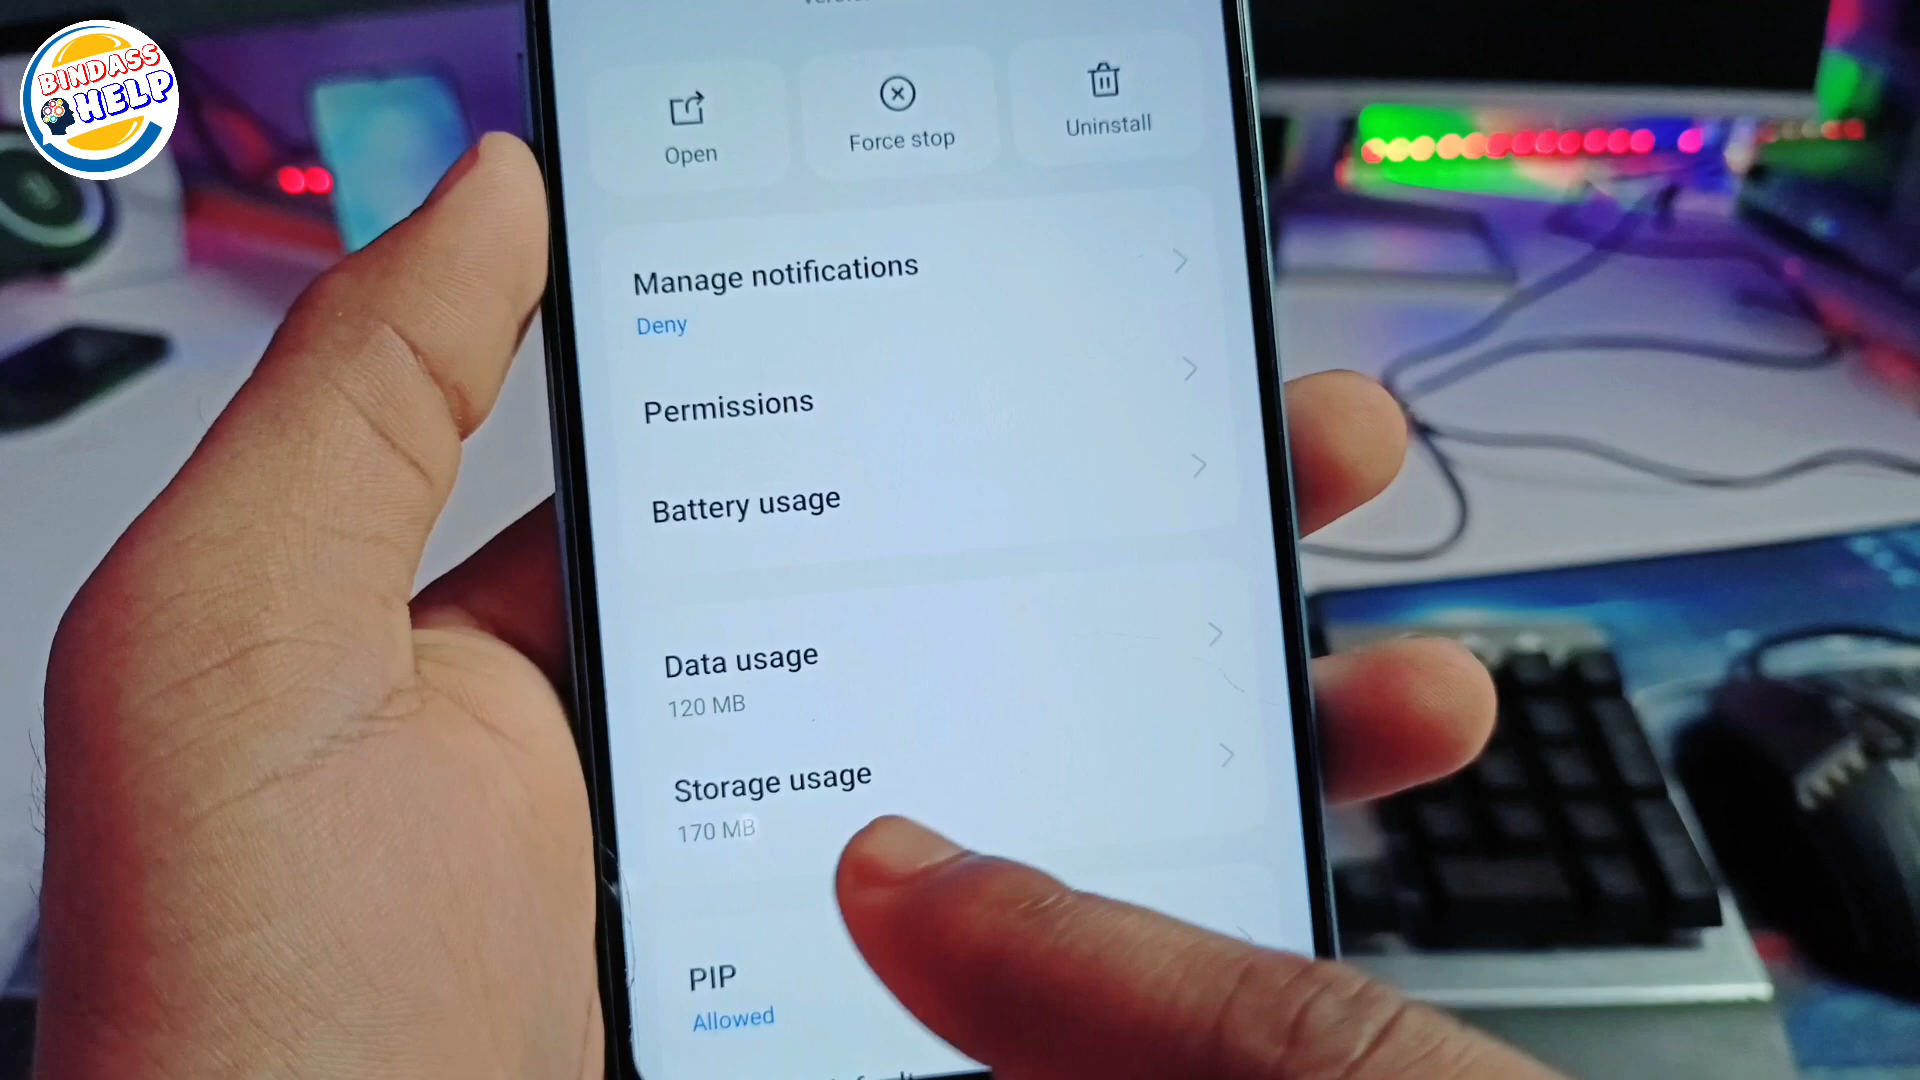 BINDASS
HELP
Open
Force stop
Uninstall
Manage notifications
Deny
Permissions
Battery usage
Data usage
120 MB
Storage usage
170 MB
PIP
Allowed